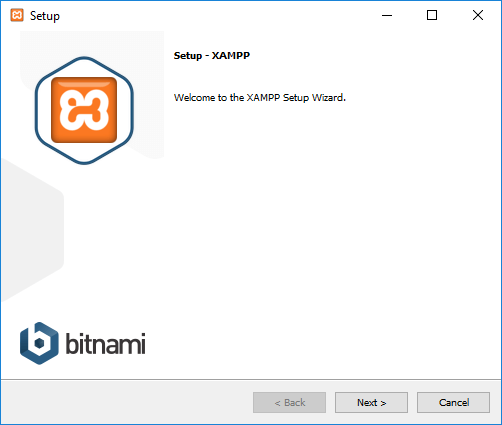 Setup
Setup - XAMPP
Welcome to the XAMPP Setup Wizard.
bitnami
< Back
Next >
Cancel